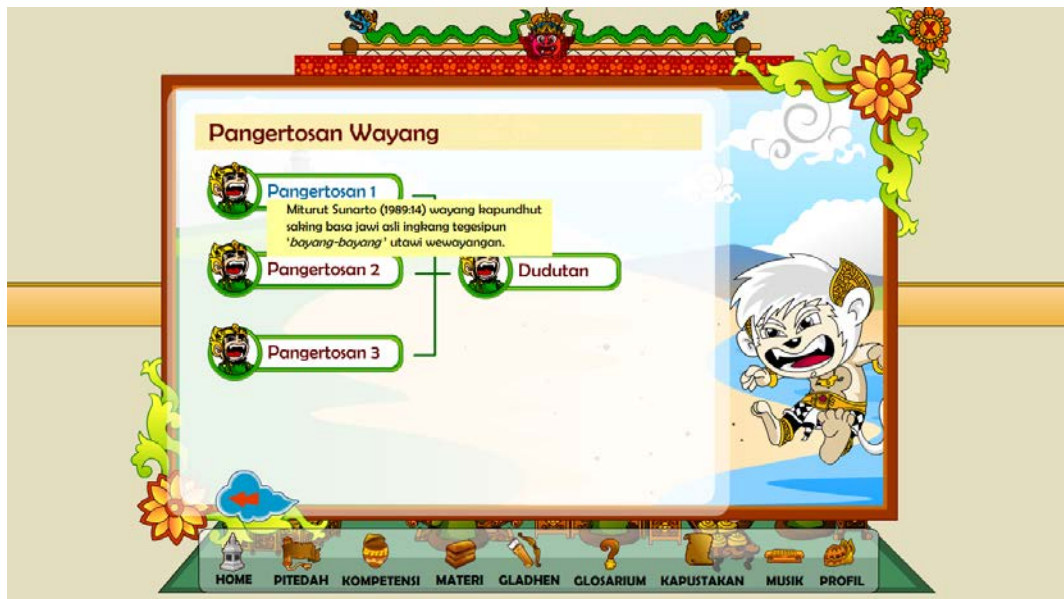 X
Pangertosan Wayang
Pangertosan 1
Miturut Sunarto (1989:14) wayang kapundhut
saking basa jawi asli ingkang tegesipun
'bayang-bayang' utawi wewayangan.
Pangertosan 2
Dudutan
Pangertosan 3
HOME PITEDAH KOMPETENSI MATERI GLADHEN GLOSARIUM KAPUSTAKAN MUSIK PROFIL